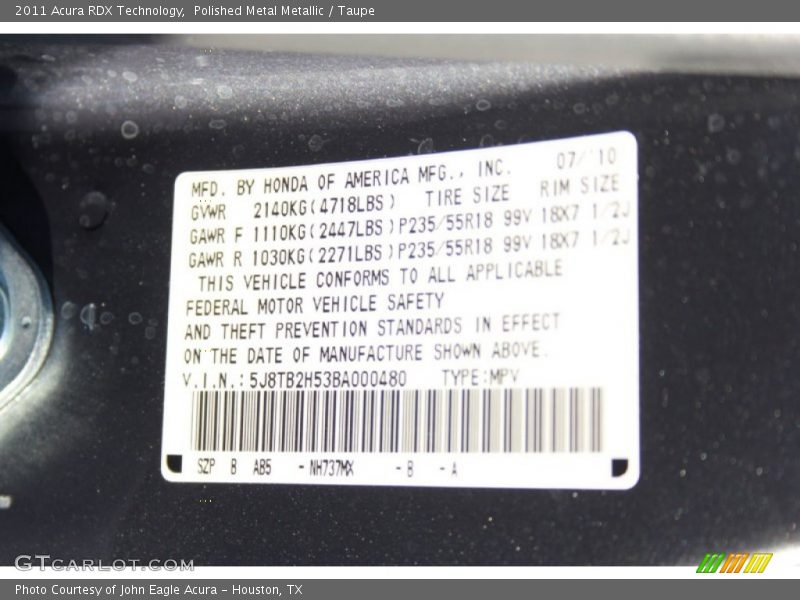 2011 Acura RDX Technology,  Polished Metal Metallic / Taupe
MFD. BY HONDA OF AMERICA MFG., INC. 07/'10
GVWR 2140KG(4718LBS) TIRE SIZE RIM SIZE
GAWR F 1110KG(2447LBS)P235/55R18 99V 18X7 1/2J
GAWR R 1030KG(2271LBS)P235/55R18 99V 18X7 1/2J
THIS VEHICLE CONFORMS TO ALL APPLICABLE
FEDERAL MOTOR VEHICLE SAFETY
AND THEFT PREVENTION STANDARDS IN EFFECT
ON THE DATE OF MANUFACTURE SHOWN ABOVE.
V.I.N.:5J8TB2H53BA000480 TYPE:MPV
SZP B AB5 -NH737MX -B -A
GTcarlot.com
Photo Courtesy of John Eagle Acura - Houston, TX